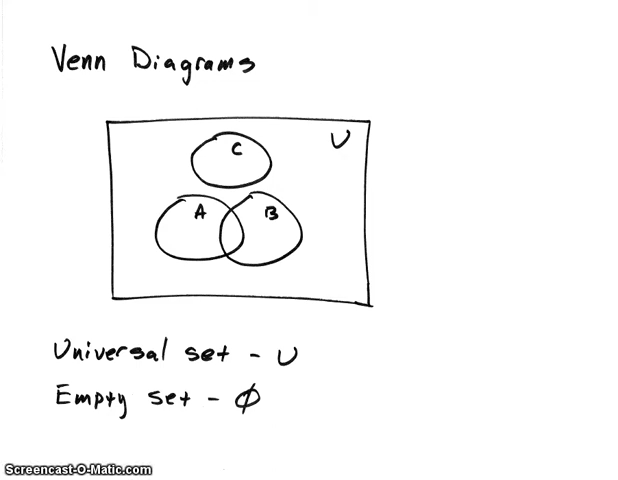 Venn Diagrams
C
U
A B
Universal set - U
Empty set - ∅
Screencast-O-Matic.com